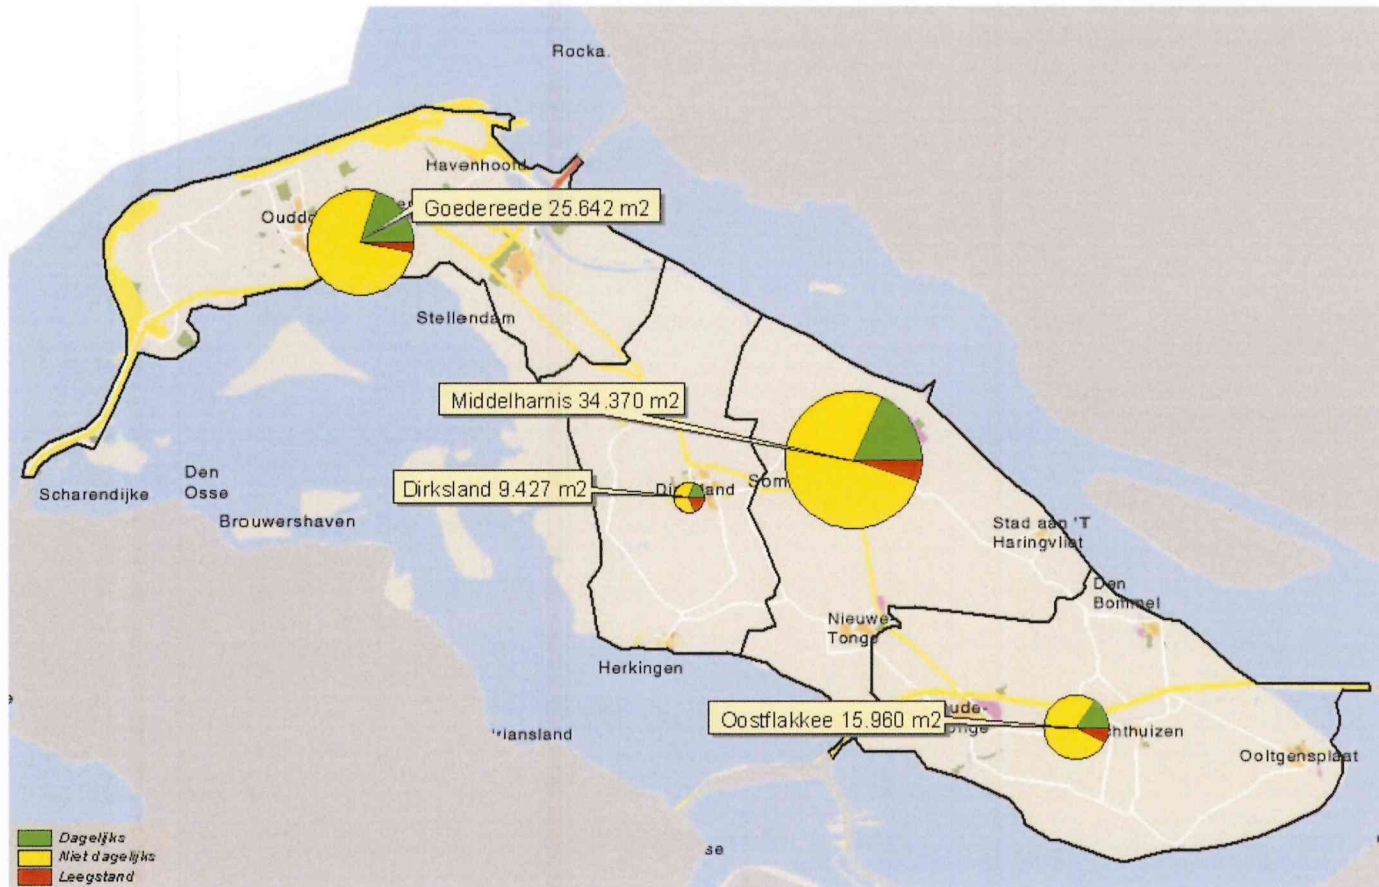 Rocka.
Havenhoofd
Goedereede 25.642 m2
Stellendam
Middelharnis 34.370 m2
Dirksland 9.427 m2
Den
Osse
Scharendijke
Brouwershaven
Stad aan 'T
Haringvliet
Den
Bommel
Nieuwe-
Tonge
Herkingen
Oostflakkee 15.960 m2
Ooltgensplaat
Dagelijks
Niet dagelijks
Leegstand